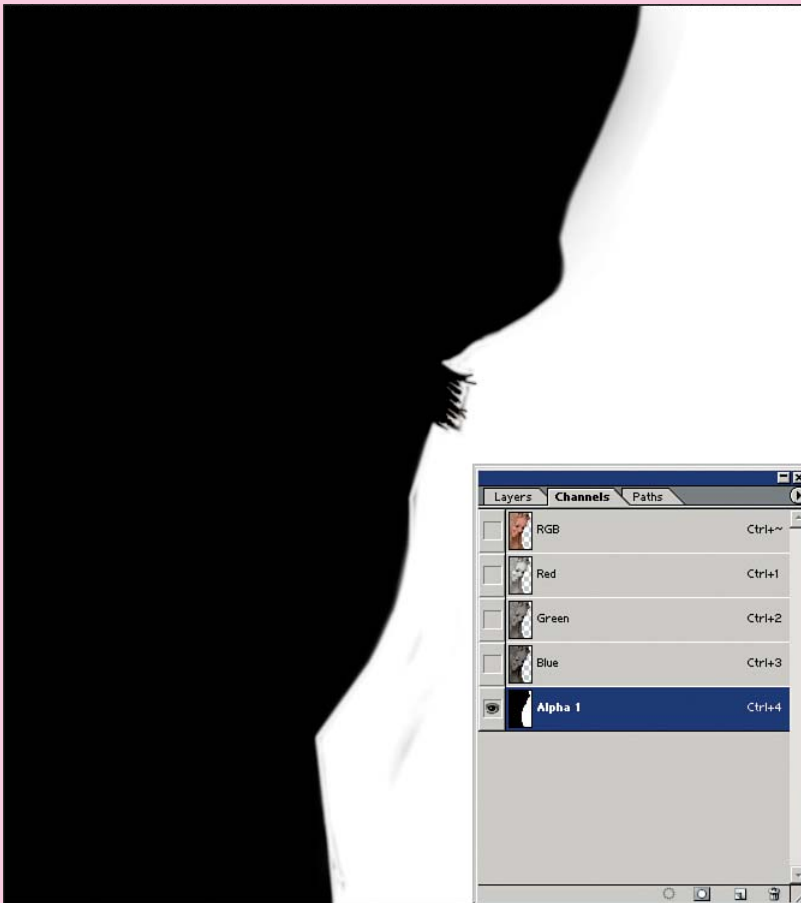 Layers Channels Paths
RGB Ctrl+~
Red Ctrl+1
Green Ctrl+2
Blue Ctrl+3
Alpha 1 Ctrl+4